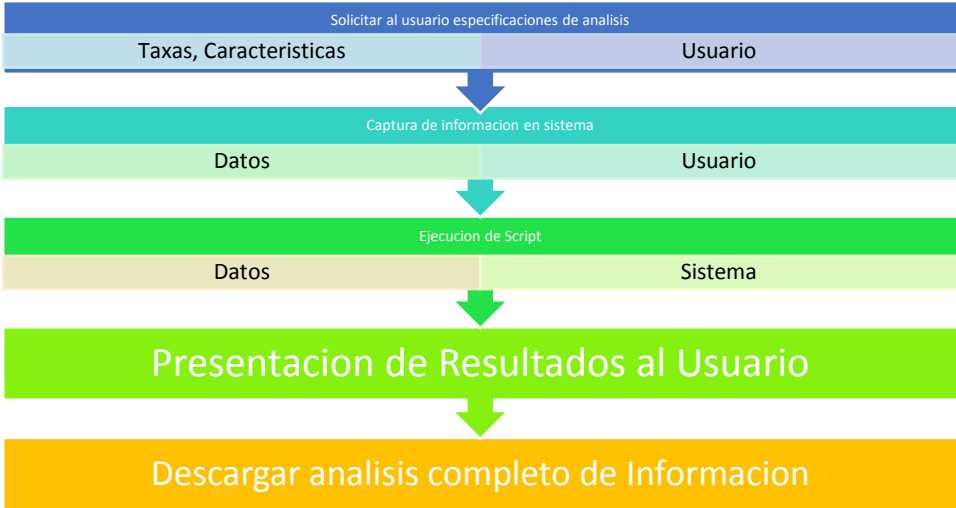 Solicitar al usuario especificaciones de analisis
Taxas, Caracteristicas
Usuario
Captura de informacion en sistema
Datos
Usuario
Ejecucion de Script
Datos
Sistema
Presentacion de Resultados al Usuario
Descargar analisis completo de Informacion